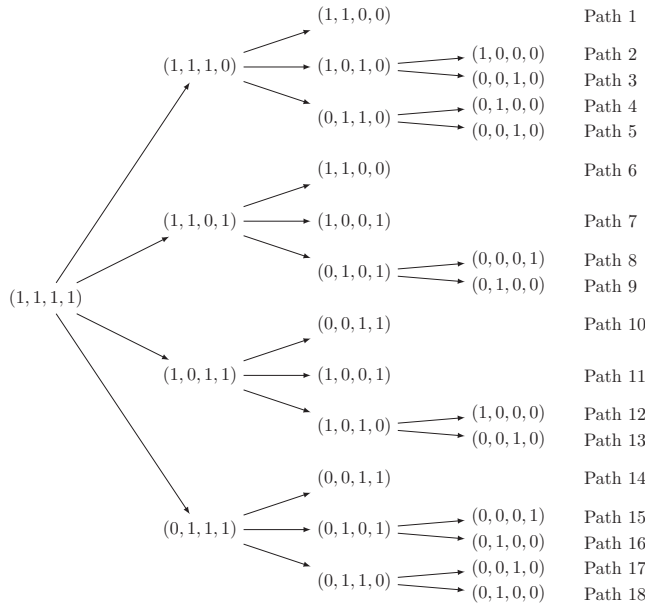 (1, 1, 0, 0) Path 1
(1, 0, 0, 0) Path 2
(1, 1, 1, 0) (1, 0, 1, 0)
(0, 0, 1, 0) Path 3
(0, 1, 0, 0) Path 4
(0, 1, 1, 0)
(0, 0, 1, 0) Path 5
(1, 1, 0, 0) Path 6
(1, 1, 0, 1) (1, 0, 0, 1) Path 7
(0, 0, 0, 1) Path 8
(0, 1, 0, 1)
(0, 1, 0, 0) Path 9
(1, 1, 1, 1)
(0, 0, 1, 1) Path 10
(1, 0, 1, 1) (1, 0, 0, 1) Path 11
(1, 0, 0, 0) Path 12
(1, 0, 1, 0)
(0, 0, 1, 0) Path 13
(0, 0, 1, 1) Path 14
(0, 0, 0, 1) Path 15
(0, 1, 1, 1) (0, 1, 0, 1)
(0, 1, 0, 0) Path 16
(0, 0, 1, 0) Path 17
(0, 1, 1, 0)
(0, 1, 0, 0) Path 18